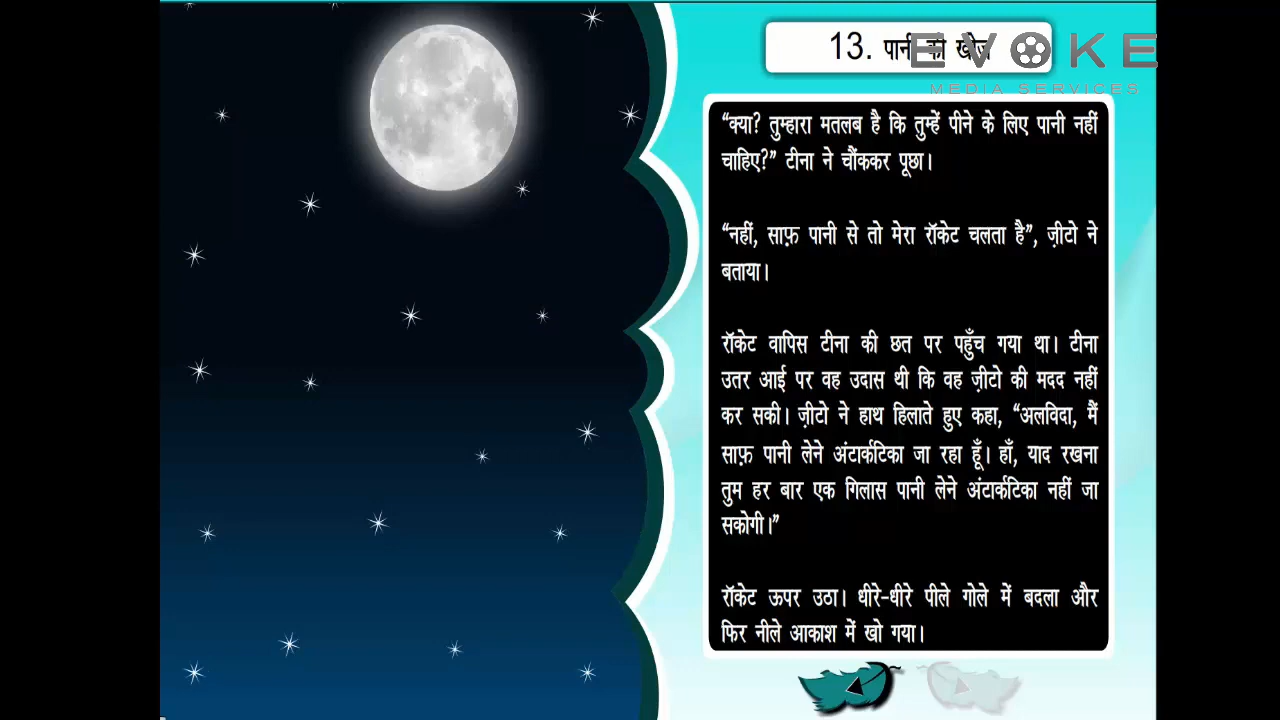 13. पानी की खोज
EVOKE
MEDIA SERVICES
“क्या? तुम्हारा मतलब है कि तुम्हें पीने के लिए पानी नहीं
चाहिए?” टीना ने चौंककर पूछा।
“नहीं, साफ़ पानी से तो मेरा रॉकेट चलता है”, ज़ीटो ने
बताया।
रॉकेट वापिस टीना की छत पर पहुँच गया था। टीना
उतर आई पर वह उदास थी कि वह ज़ीटो की मदद नहीं
कर सकी। ज़ीटो ने हाथ हिलाते हुए कहा, “अलविदा, मैं
साफ़ पानी लेने अंटार्कटिका जा रहा हूँ। हाँ, याद रखना
तुम हर बार एक गिलास पानी लेने अंटार्कटिका नहीं जा
सकोगी।”
रॉकेट ऊपर उठा। धीरे-धीरे पीले गोले में बदला और
फिर नीले आकाश में खो गया।